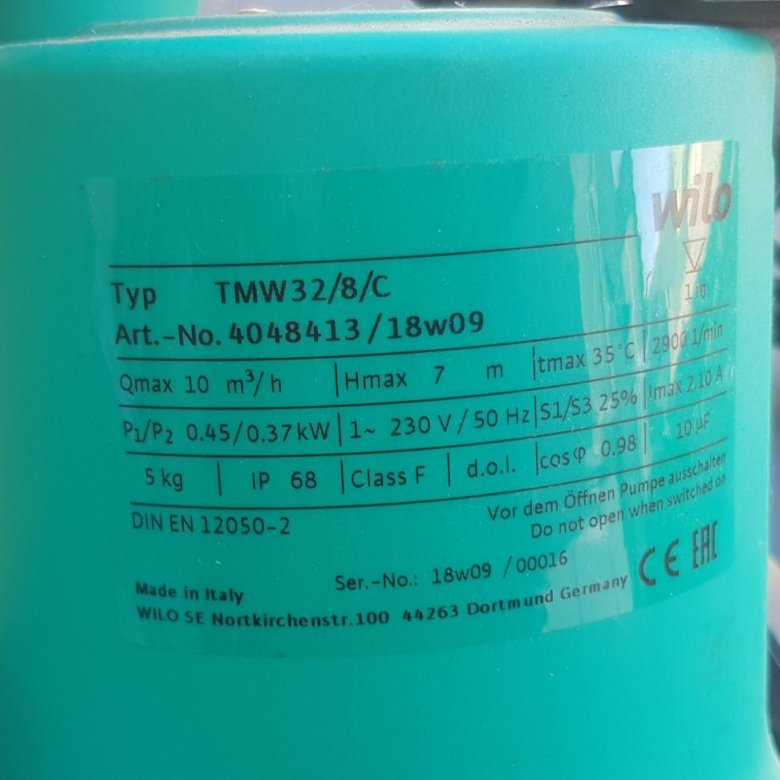 wilo
1 m
Typ TMW32/8/C
Art.-No. 4048413/18w09
Qmax 10 m³/h Hmax 7 m tmax 35°C 2900 1/min
P1/P2 0.45/0.37kW 1~ 230 V/50 Hz S1/S3 25% Imax 2.10 A
5 kg IP 68 Class F d.o.l. cosφ 0.98 10 µF
DIN EN 12050-2
Vor dem Öffnen Pumpe ausschalten
Do not open when switched on
Ser.-No.: 18w09 /00016
CE EAC
Made in Italy
WILO SE Nortkirchenstr.100 44263 Dortmund Germany